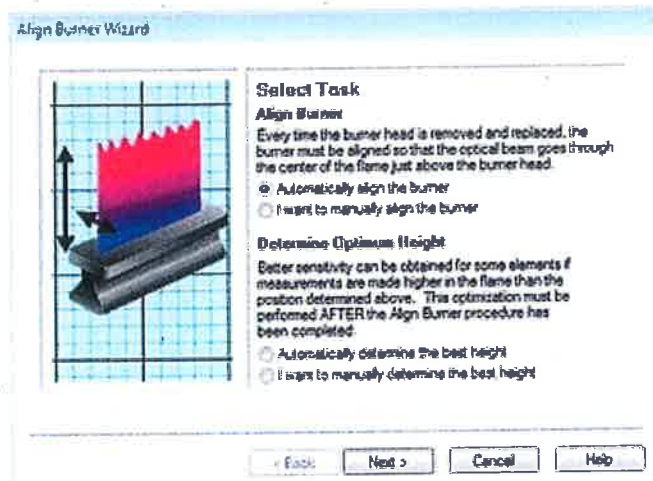 Align Burner Wizard
Select Task
Align Burner
Every time the burner head is removed and replaced, the
burner must be aligned so that the optical beam goes through
the center of the flame just above the burner head.
Automatically align the burner
I want to manually align the burner
Determine Optimum Height
Better sensitivity can be obtained for some elements if
measurements are made higher in the flame than the
position determined above. This optimization must be
performed AFTER the Align Burner procedure has
been completed
Automatically determine the best height
I want to manually determine the best height
< Back
Next >
Cancel
Help